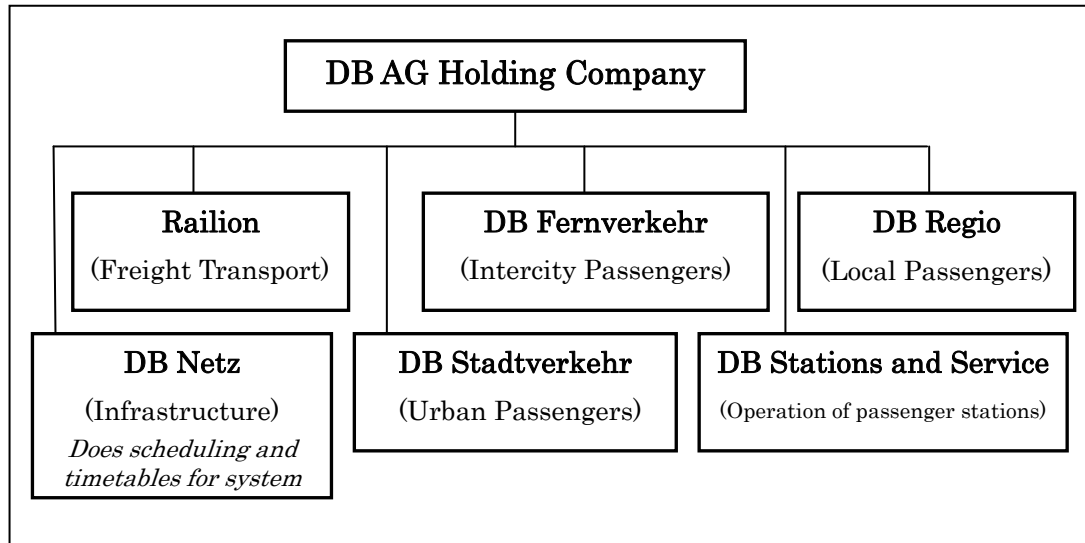 DB AG Holding Company
Railion
(Freight Transport)
DB Fernverkehr
(Intercity Passengers)
DB Regio
(Local Passengers)
DB Netz
(Infrastructure)
Does scheduling and
timetables for system
DB Stadtverkehr
(Urban Passengers)
DB Stations and Service
(Operation of passenger stations)